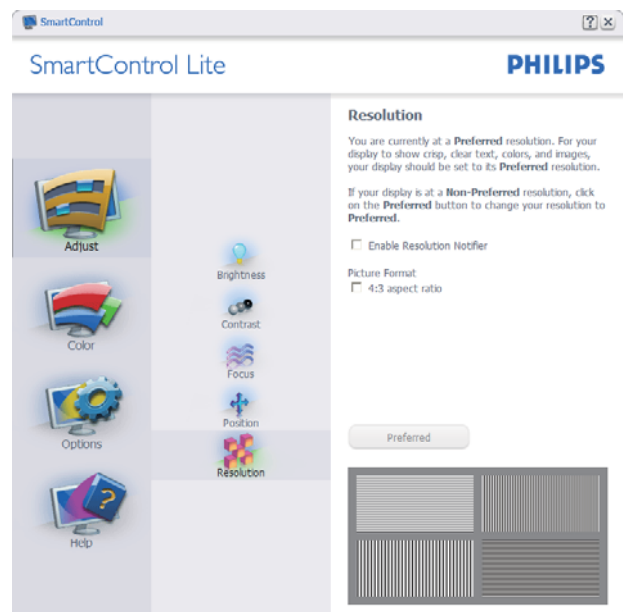 SmartControl
SmartControl Lite
PHILIPS
Adjust
Color
Options
Help
Brightness
Contrast
Focus
Position
Resolution
Resolution
You are currently at a Preferred resolution. For your
display to show crisp, clear text, colors, and images,
your display should be set to its Preferred resolution.
If your display is at a Non-Preferred resolution, click
on the Preferred button to change your resolution to
Preferred.
Enable Resolution Notifier
Picture Format
4:3 aspect ratio
Preferred